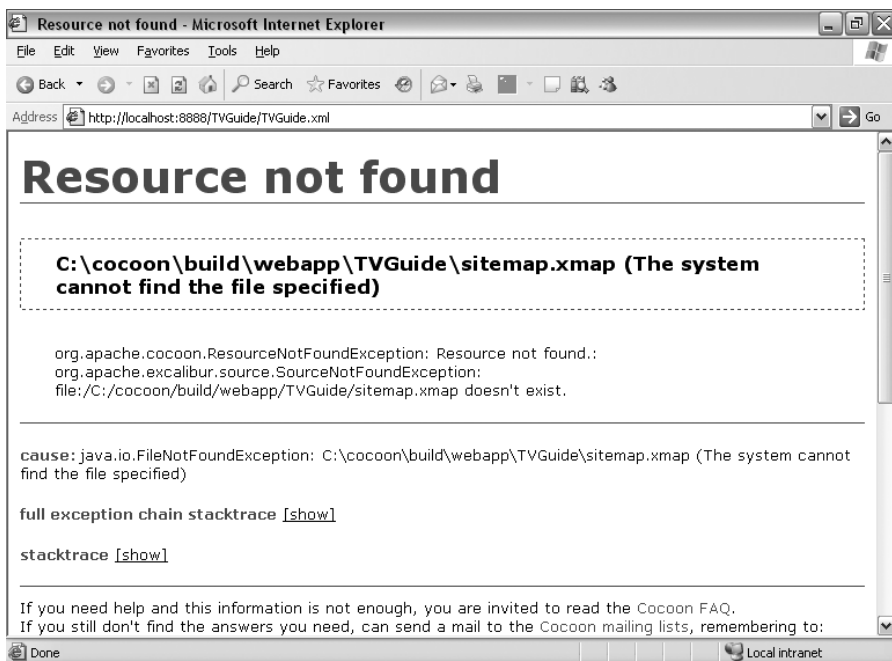 Resource not found - Microsoft Internet Explorer
File Edit View Favorites Tools Help
Back Search Favorites
Address http://localhost:8888/TVGuide/TVGuide.xml Go
Resource not found
C:\cocoon\build\webapp\TVGuide\sitemap.xmap (The system
cannot find the file specified)
org.apache.cocoon.ResourceNotFoundException: Resource not found.:
org.apache.excalibur.source.SourceNotFoundException:
file:/C:/cocoon/build/webapp/TVGuide/sitemap.xmap doesn't exist.
cause: java.io.FileNotFoundException: C:\cocoon\build\webapp\TVGuide\sitemap.xmap (The system cannot
find the file specified)
full exception chain stacktrace [show]
stacktrace [show]
If you need help and this information is not enough, you are invited to read the Cocoon FAQ.
If you still don't find the answers you need, can send a mail to the Cocoon mailing lists, remembering to:
Done Local intranet